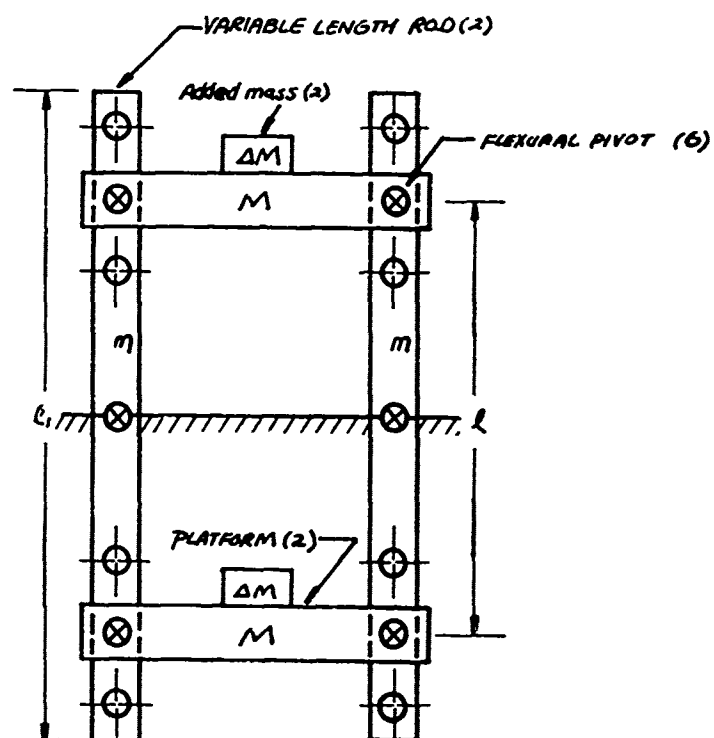 VARIABLE LENGTH ROD (2)
Added mass (2)
ΔM
FLEXURAL PIVOT (6)
M
m
m
l₁
l
PLATFORM (2)
ΔM
M